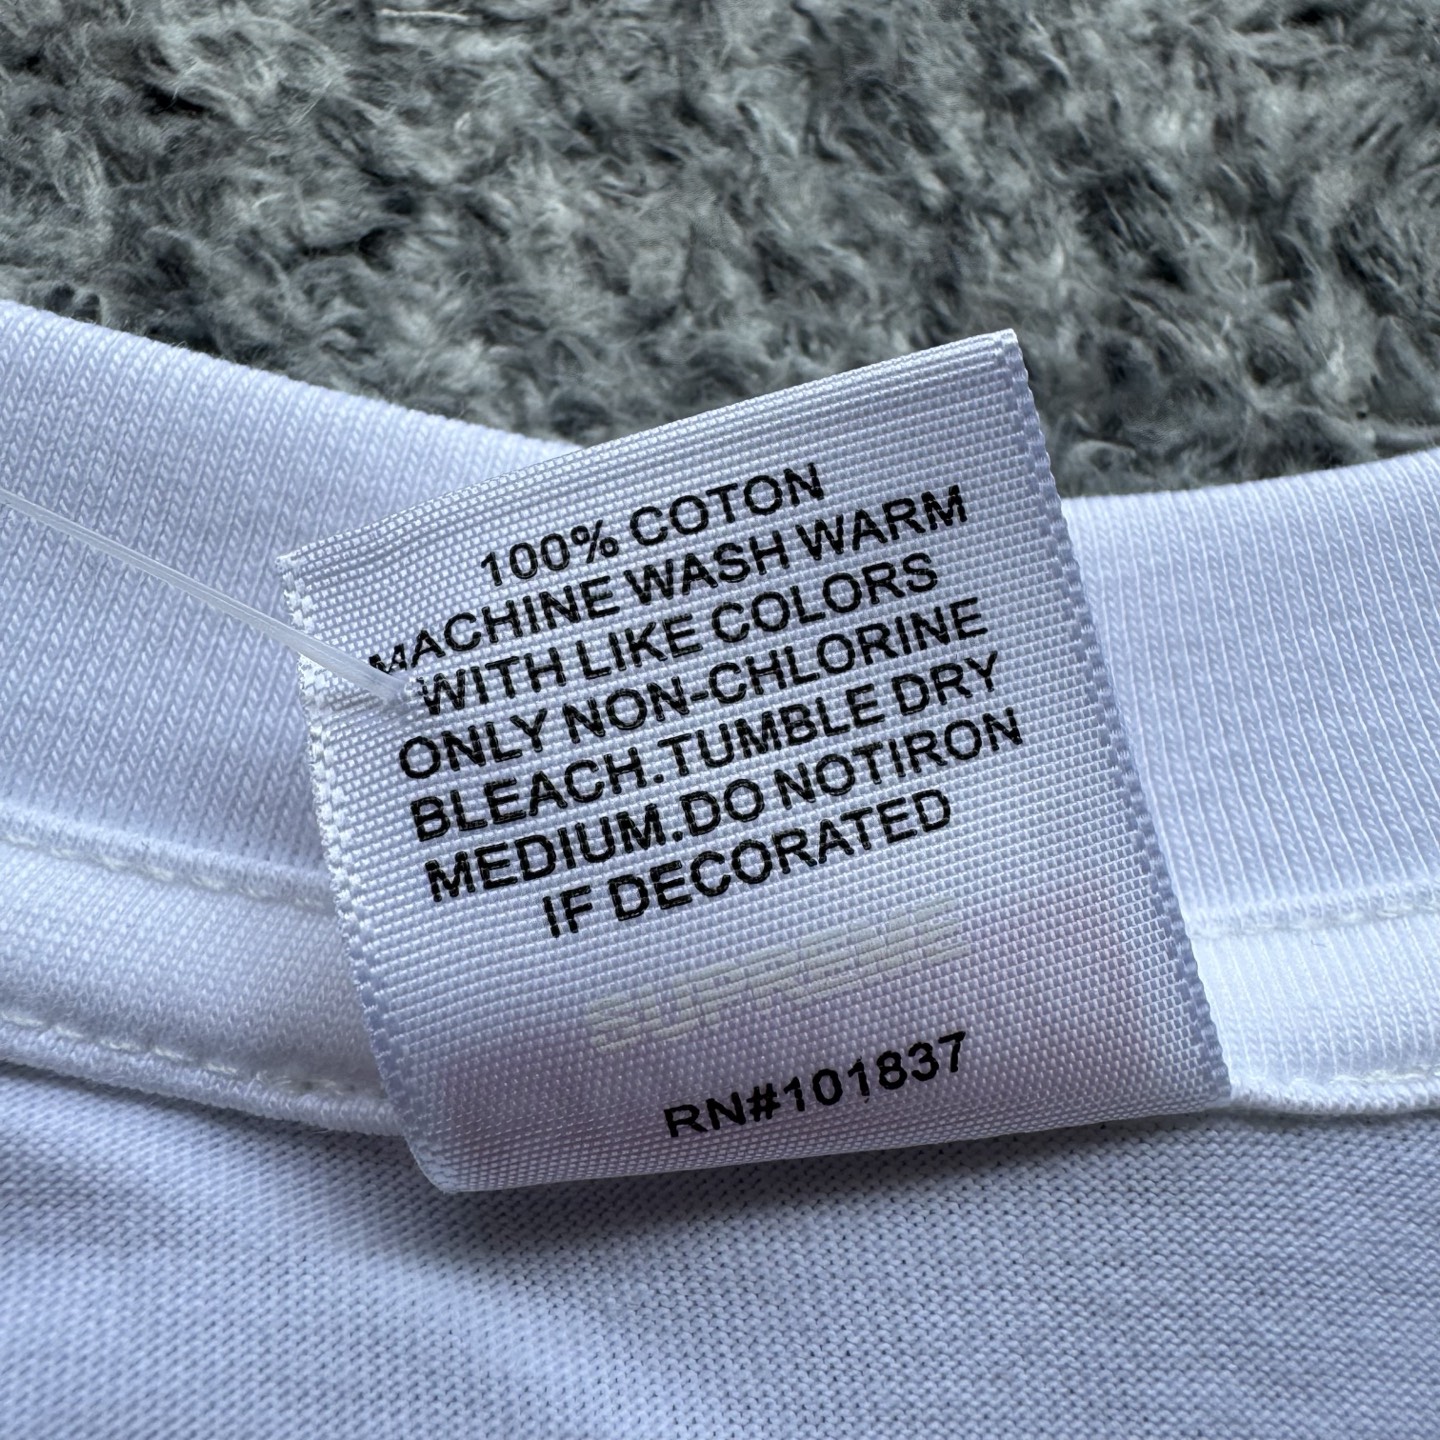 100% COTON
MACHINE WASH WARM
WITH LIKE COLORS
ONLY NON-CHLORINE
BLEACH.TUMBLE DRY
MEDIUM.DO NOTIRON
IF DECORATED
SUPREME
RN#101837